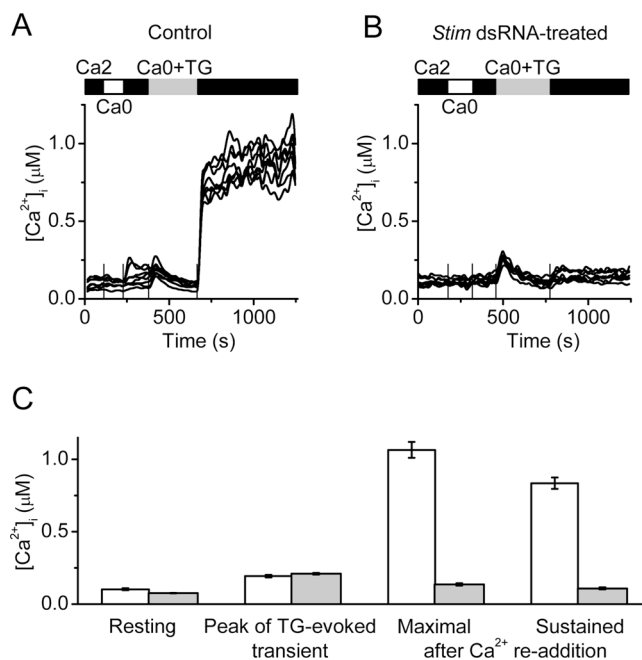 A
Control
Ca2
Ca0+TG
Ca0
[Ca²⁺]ᵢ (μM)
1.0
0.5
0.0
0
500
1000
Time (s)
B
Stim dsRNA-treated
Ca2
Ca0+TG
Ca0
[Ca²⁺]ᵢ (μM)
1.0
0.5
0.0
0
500
1000
Time (s)
C
[Ca²⁺]ᵢ (μM)
1.0
0.5
0.0
Resting
Peak of TG-evoked
transient
Maximal
Sustained
after Ca²⁺ re-addition